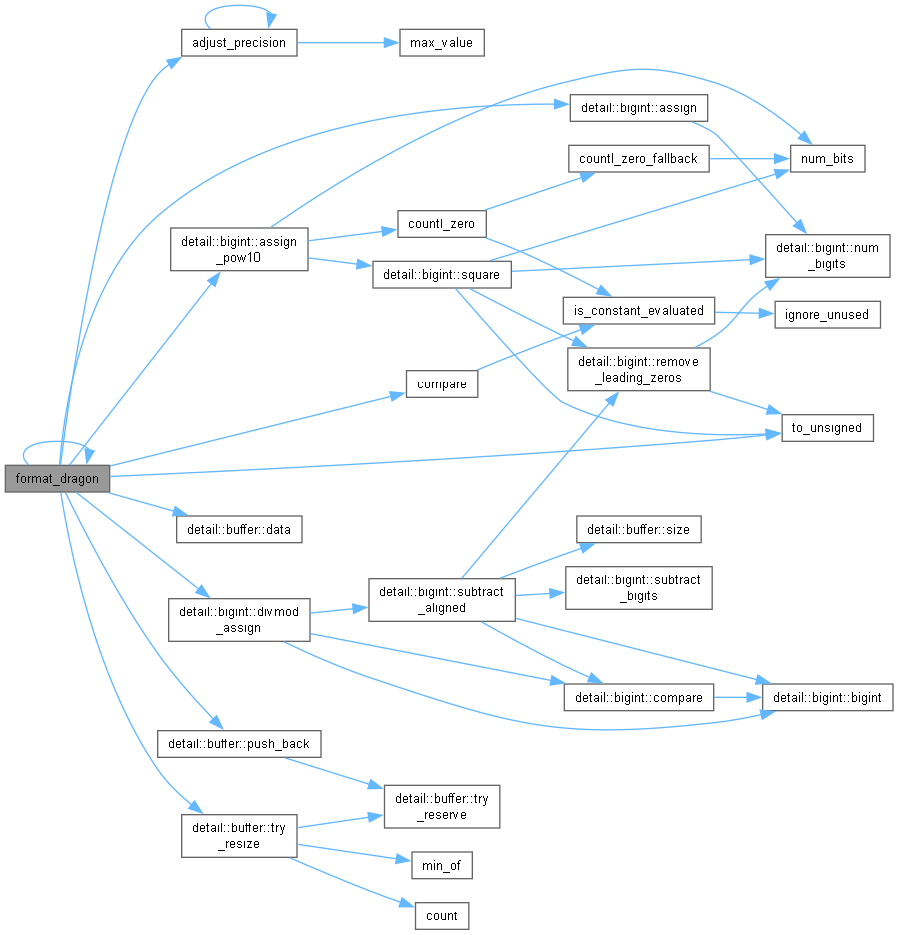 adjust_precision
max_value
detail::bigint::assign
countl_zero_fallback
num_bits
countl_zero
detail::bigint::assign
_pow10
detail::bigint::num
_bigits
detail::bigint::square
is_constant_evaluated
ignore_unused
detail::bigint::remove
_leading_zeros
compare
to_unsigned
format_dragon
detail::buffer::data
detail::buffer::size
detail::bigint::subtract
_bigits
detail::bigint::subtract
_aligned
detail::bigint::divmod
_assign
detail::bigint::compare
detail::bigint::bigint
detail::buffer::push_back
detail::buffer::try
_reserve
detail::buffer::try
_resize
min_of
count